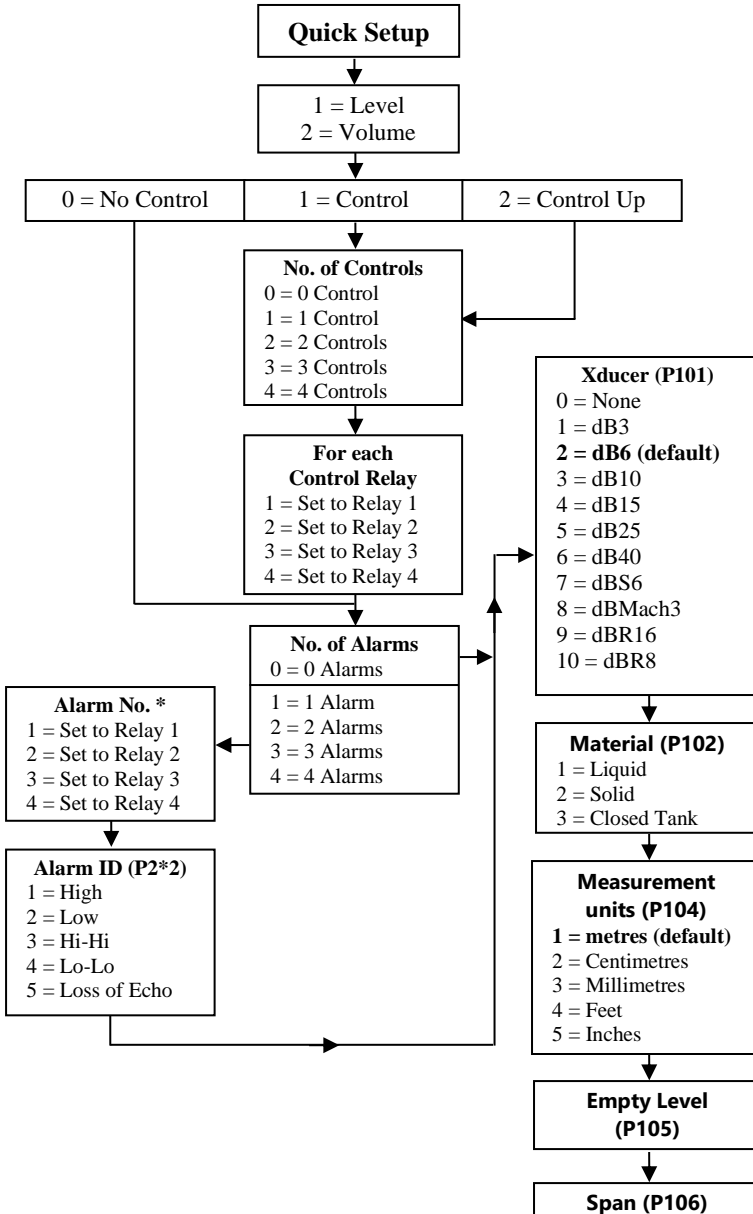 Quick Setup
1 = Level
2 = Volume
0 = No Control
1 = Control
2 = Control Up
No. of Controls
0 = 0 Control
1 = 1 Control
2 = 2 Controls
3 = 3 Controls
4 = 4 Controls
For each
Control Relay
1 = Set to Relay 1
2 = Set to Relay 2
3 = Set to Relay 3
4 = Set to Relay 4
No. of Alarms
0 = 0 Alarms
1 = 1 Alarm
2 = 2 Alarms
3 = 3 Alarms
4 = 4 Alarms
Alarm No. *
1 = Set to Relay 1
2 = Set to Relay 2
3 = Set to Relay 3
4 = Set to Relay 4
Alarm ID (P2*2)
1 = High
2 = Low
3 = Hi-Hi
4 = Lo-Lo
5 = Loss of Echo
Xducer (P101)
0 = None
1 = dB3
2 = dB6 (default)
3 = dB10
4 = dB15
5 = dB25
6 = dB40
7 = dBS6
8 = dBMach3
9 = dBR16
10 = dBR8
Material (P102)
1 = Liquid
2 = Solid
3 = Closed Tank
Measurement
units (P104)
1 = metres (default)
2 = Centimetres
3 = Millimetres
4 = Feet
5 = Inches
Empty Level
(P105)
Span (P106)